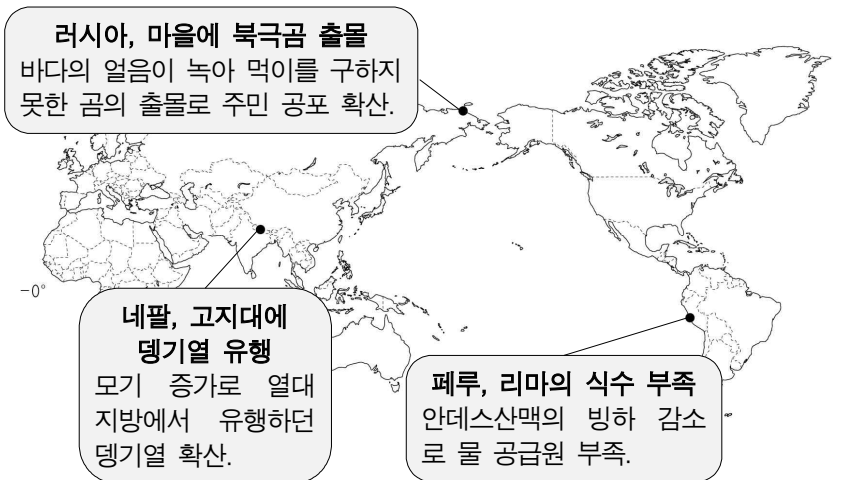 러시아, 마을에 북극곰 출몰
바다의 얼음이 녹아 먹이를 구하지
못한 곰의 출몰로 주민 공포 확산.
-0°
네팔, 고지대에
뎅기열 유행
모기 증가로 열대
지방에서 유행하던
뎅기열 확산.
페루, 리마의 식수 부족
안데스산맥의 빙하 감소
로 물 공급원 부족.